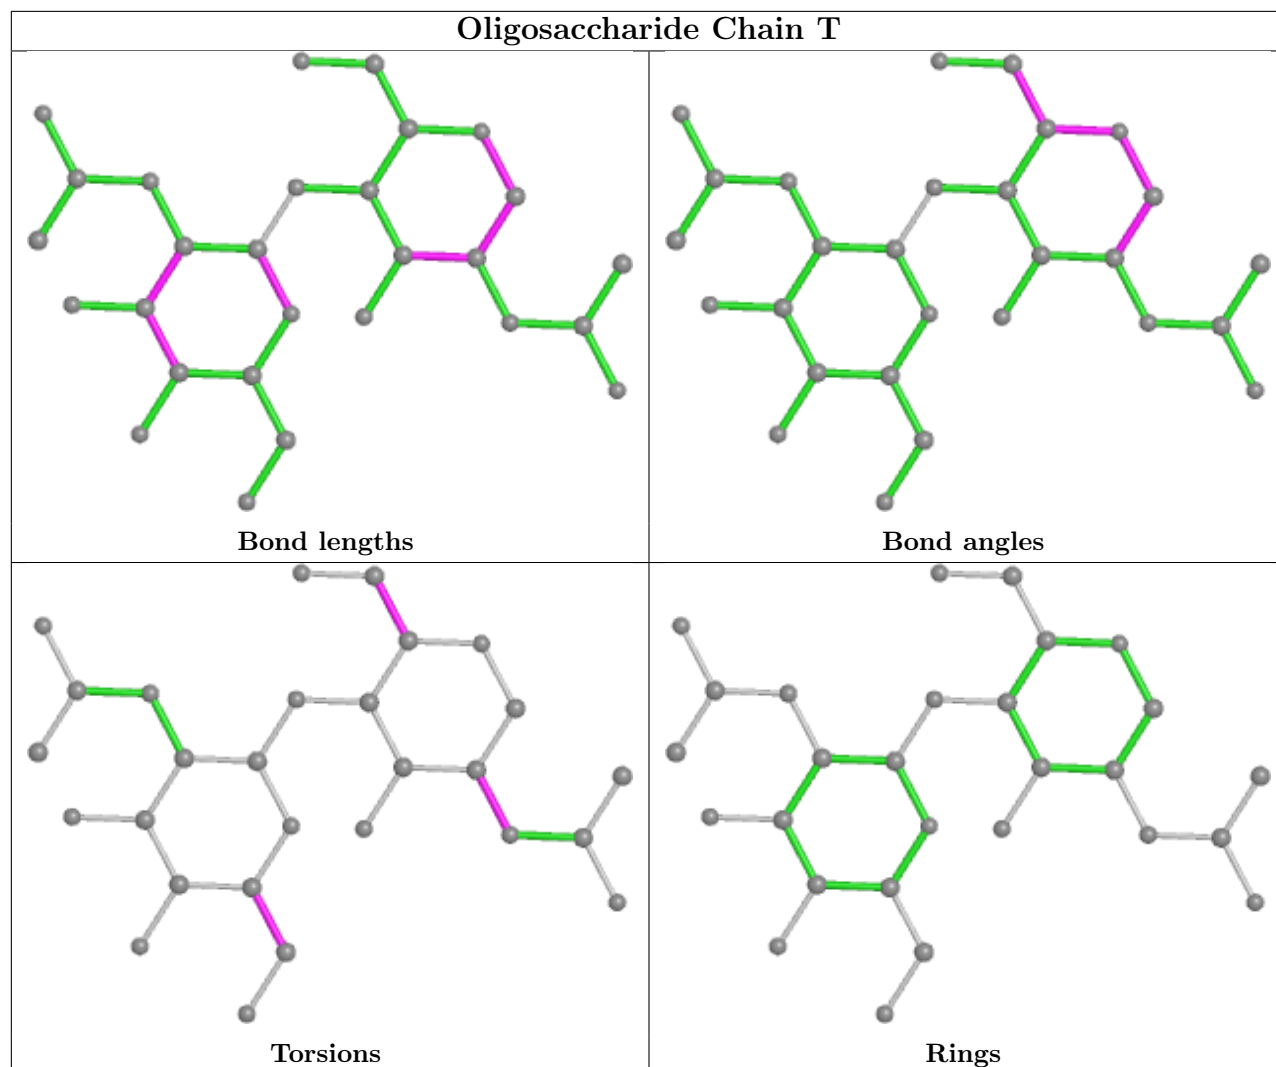 Oligosaccharide Chain T
Bond lengths
Bond angles
Torsions
Rings